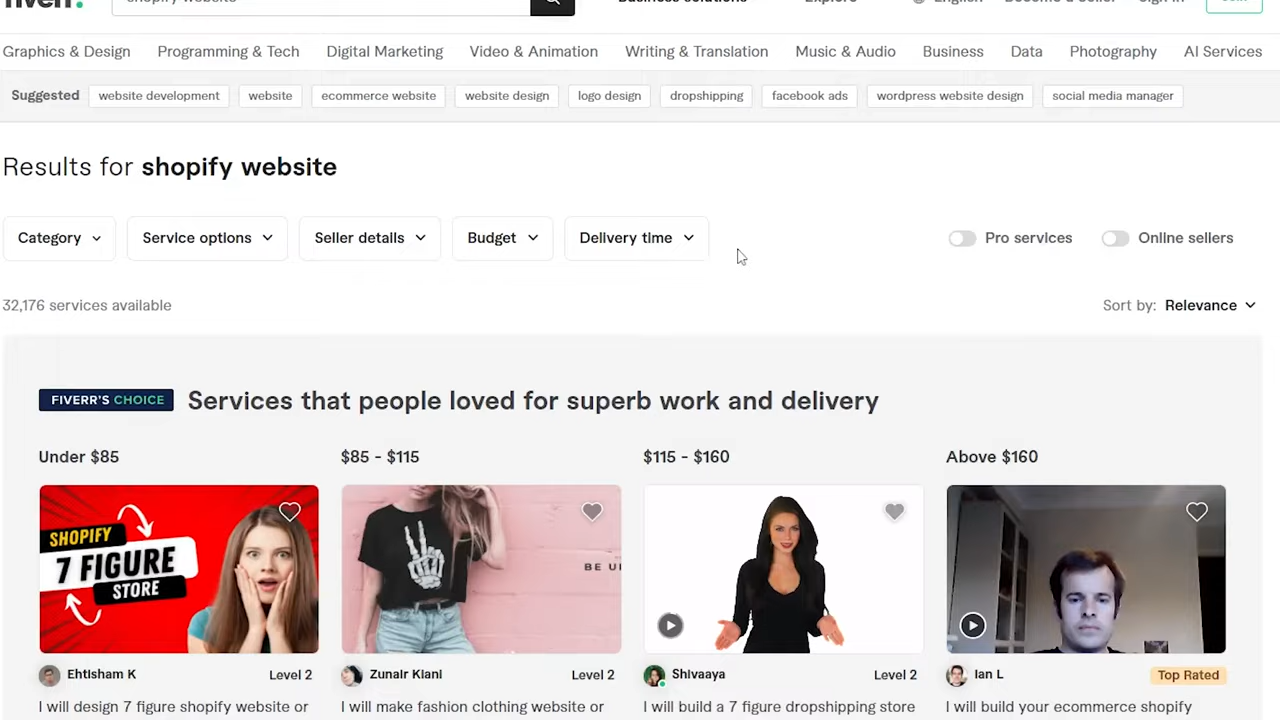 fiverr.
shopify website
Business solutions
Explore
English
Become a Seller
Sign in
Join
Graphics & Design
Programming & Tech
Digital Marketing
Video & Animation
Writing & Translation
Music & Audio
Business
Data
Photography
AI Services
Suggested
website development
website
ecommerce website
website design
logo design
dropshipping
facebook ads
wordpress website design
social media manager
Results for shopify website
Category
Service options
Seller details
Budget
Delivery time
Pro services
Online sellers
32,176 services available
Sort by: Relevance
FIVERR'S CHOICE
Services that people loved for superb work and delivery
Under $85
$85 - $115
$115 - $160
Above $160
SHOPIFY
7 FIGURE
STORE
BE U
Ehtisham K
Level 2
Zunair Kiani
Level 2
Shivaaya
Level 2
Ian L
Top Rated
I will design 7 figure shopify website or
I will make fashion clothing website or
I will build a 7 figure dropshipping store
I will build your ecommerce shopify